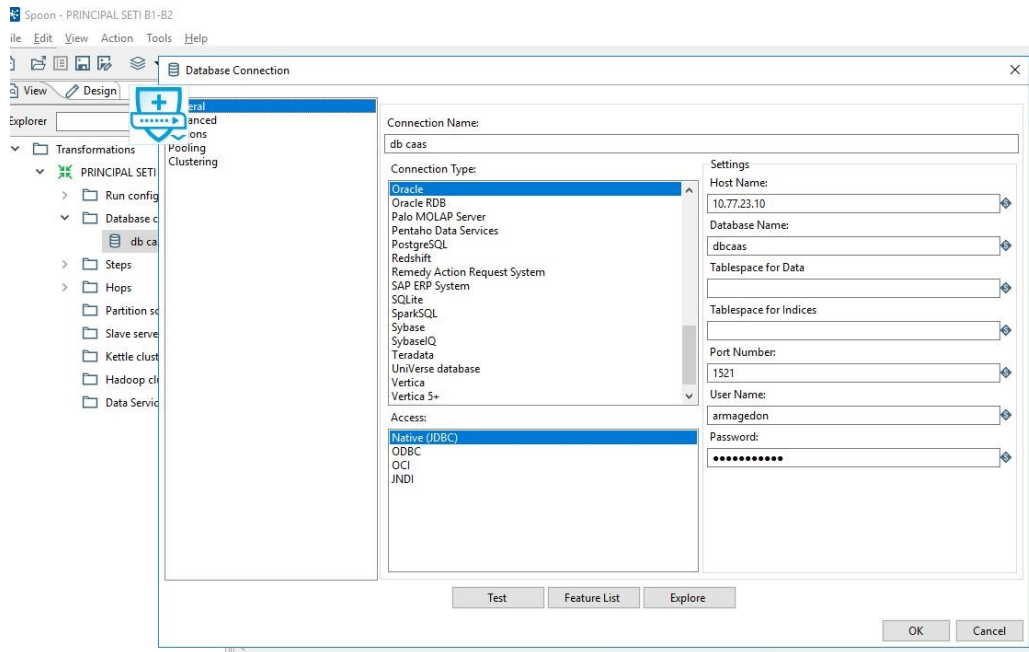 Spoon - PRINCIPAL SETI B1-B2
ile Edit View Action Tools Help
View Design
Explorer
Transformations
PRINCIPAL SETI
Run config
Database c
db ca
Steps
Hops
Partition sc
Slave serve
Kettle clust
Hadoop cl
Data Servic
Database Connection
eral
anced
ons
Pooling
Clustering
Connection Name:
db caas
Connection Type:
Oracle
Oracle RDB
Palo MOLAP Server
Pentaho Data Services
PostgreSQL
Redshift
Remedy Action Request System
SAP ERP System
SQLite
SparkSQL
Sybase
SybaseIQ
Teradata
UniVerse database
Vertica
Vertica 5+
Access:
Native (JDBC)
ODBC
OCI
JNDI
Settings
Host Name:
10.77.23.10
Database Name:
dbcaas
Tablespace for Data
Tablespace for Indices
Port Number:
1521
User Name:
armagedon
Password:
●●●●●●●●●●●
Test Feature List Explore
OK Cancel